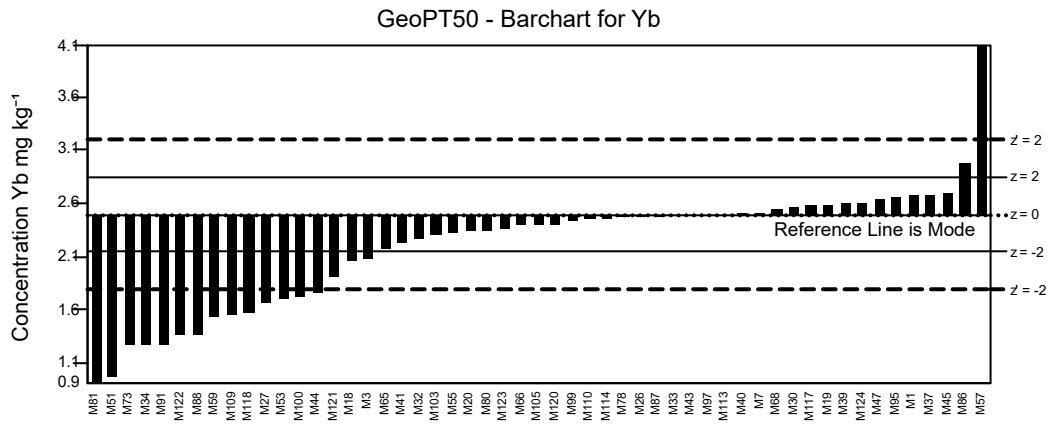 GeoPT50 - Barchart for Yb
Concentration Yb mg kg⁻¹
4.1
3.6
3.1
2.6
2.1
1.6
1.1
0.9
z′ = 2
z = 2
z = 0
z = -2
z′ = -2
Reference Line is Mode
M81 M51 M73 M34 M91 M122 M88 M59 M109 M118 M27 M53 M100 M44 M121 M18 M3 M65 M41 M32 M103 M55 M20 M80 M123 M66 M105 M120 M99 M110 M114 M78 M26 M87 M33 M43 M97 M113 M40 M7 M68 M30 M117 M19 M39 M124 M47 M95 M1 M37 M45 M86 M57